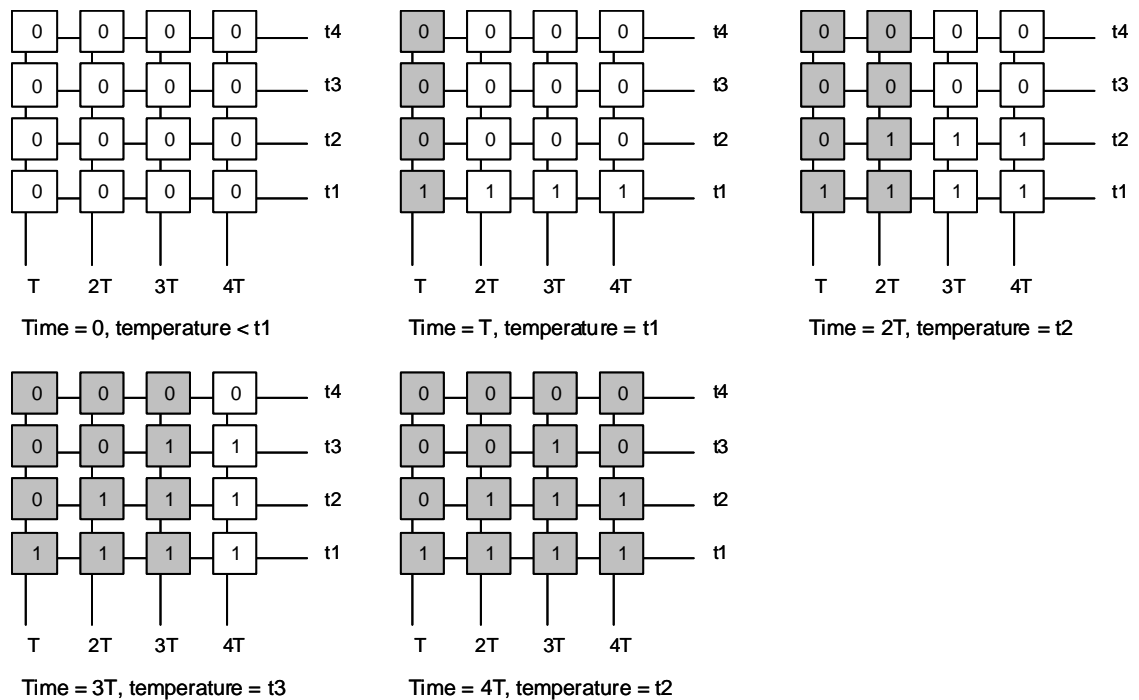 0 0 0 0 t4
0 0 0 0 t3
0 0 0 0 t2
0 0 0 0 t1
T 2T 3T 4T
Time = 0, temperature < t1
0 0 0 0 t4
0 0 0 0 t3
0 0 0 0 t2
1 1 1 1 t1
T 2T 3T 4T
Time = T, temperature = t1
0 0 0 0 t4
0 0 0 0 t3
0 1 1 1 t2
1 1 1 1 t1
T 2T 3T 4T
Time = 2T, temperature = t2
0 0 0 0 t4
0 0 1 1 t3
0 1 1 1 t2
1 1 1 1 t1
T 2T 3T 4T
Time = 3T, temperature = t3
0 0 0 0 t4
0 0 1 0 t3
0 1 1 1 t2
1 1 1 1 t1
T 2T 3T 4T
Time = 4T, temperature = t2